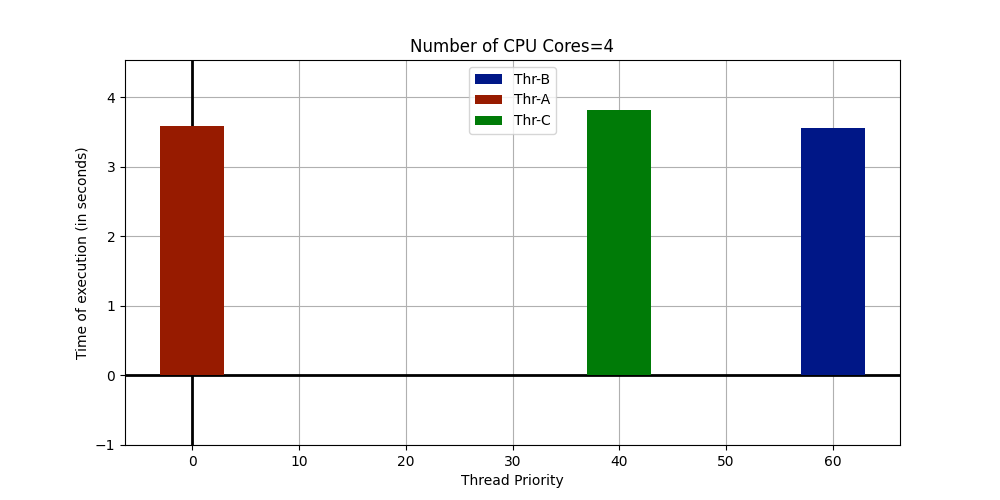 Number of CPU Cores=4
Thr-B
Thr-A
Thr-C
Time of execution (in seconds)
4
3
2
1
0
−1
0 10 20 30 40 50 60
Thread Priority